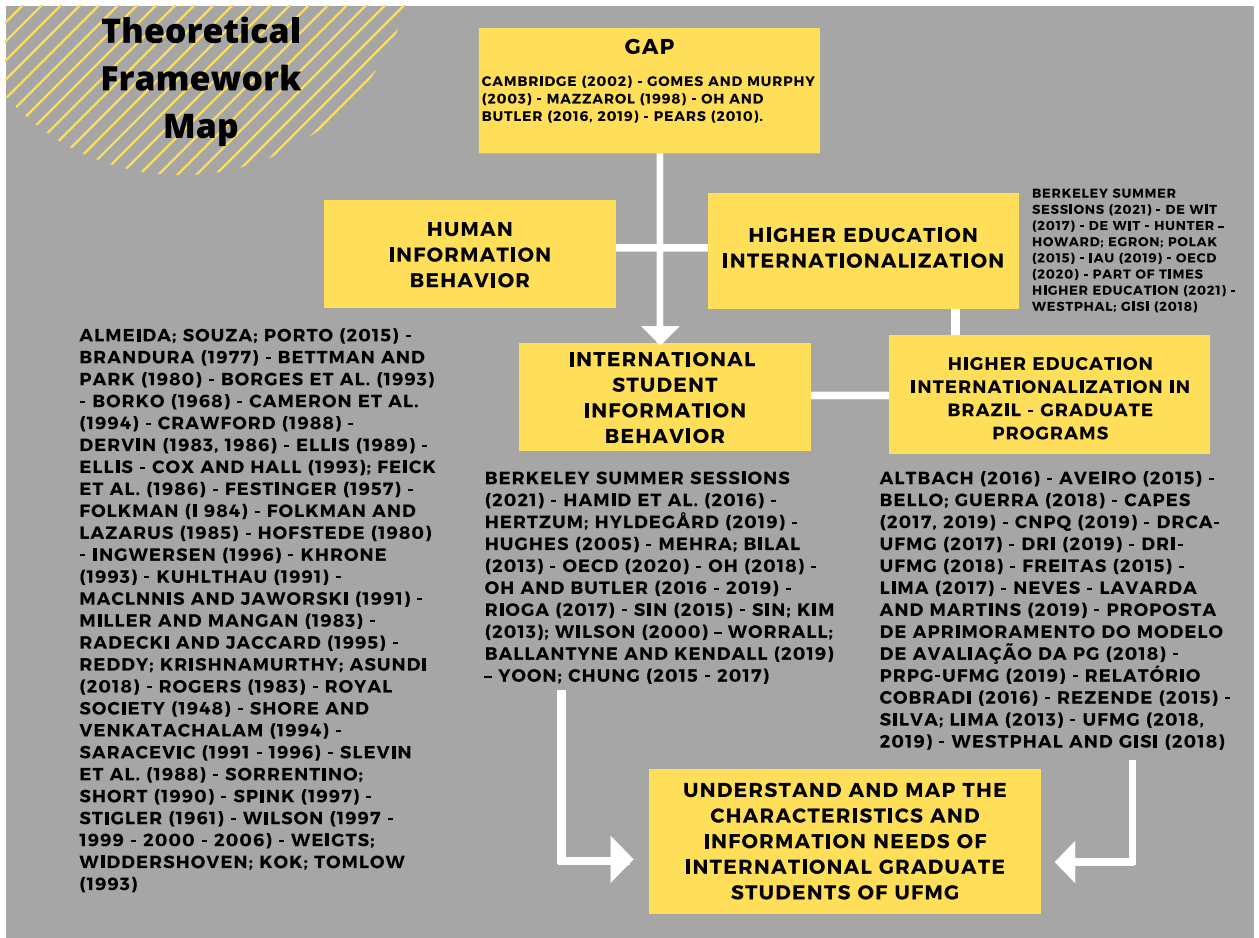 Theoretical
Framework
Map
GAP
CAMBRIDGE (2002) - GOMES AND MURPHY
(2003) - MAZZAROL (1998) - OH AND
BUTLER (2016, 2019) - PEARS (2010).
HUMAN
INFORMATION
BEHAVIOR
HIGHER EDUCATION
INTERNATIONALIZATION
BERKELEY SUMMER
SESSIONS (2021) - DE WIT
(2017) - DE WIT - HUNTER –
HOWARD; EGRON; POLAK
(2015) - IAU (2019) - OECD
(2020) - PART OF TIMES
HIGHER EDUCATION (2021) -
WESTPHAL; GISI (2018)
ALMEIDA; SOUZA; PORTO (2015) -
BRANDURA (1977) - BETTMAN AND
PARK (1980) - BORGES ET AL. (1993)
- BORKO (1968) - CAMERON ET AL.
(1994) - CRAWFORD (1988) -
DERVIN (1983, 1986) - ELLIS (1989) -
ELLIS - COX AND HALL (1993); FEICK
ET AL. (1986) - FESTINGER (1957) -
FOLKMAN (I 984) - FOLKMAN AND
LAZARUS (1985) - HOFSTEDE (1980)
- INGWERSEN (1996) - KHRONE
(1993) - KUHLTHAU (1991) -
MACLNNIS AND JAWORSKI (1991) -
MILLER AND MANGAN (1983) -
RADECKI AND JACCARD (1995) -
REDDY; KRISHNAMURTHY; ASUNDI
(2018) - ROGERS (1983) - ROYAL
SOCIETY (1948) - SHORE AND
VENKATACHALAM (1994) -
SARACEVIC (1991 - 1996) - SLEVIN
ET AL. (1988) - SORRENTINO;
SHORT (1990) - SPINK (1997) -
STIGLER (1961) - WILSON (1997 -
1999 - 2000 - 2006) - WEIGTS;
WIDDERSHOVEN; KOK; TOMLOW
(1993)
INTERNATIONAL
STUDENT
INFORMATION
BEHAVIOR
HIGHER EDUCATION
INTERNATIONALIZATION IN
BRAZIL - GRADUATE
PROGRAMS
BERKELEY SUMMER SESSIONS
(2021) - HAMID ET AL. (2016) -
HERTZUM; HYLDEGÅRD (2019) -
HUGHES (2005) - MEHRA; BILAL
(2013) - OECD (2020) - OH (2018) -
OH AND BUTLER (2016 - 2019) -
RIOGA (2017) - SIN (2015) - SIN; KIM
(2013); WILSON (2000) – WORRALL;
BALLANTYNE AND KENDALL (2019)
– YOON; CHUNG (2015 - 2017)
ALTBACH (2016) - AVEIRO (2015) -
BELLO; GUERRA (2018) - CAPES
(2017, 2019) - CNPQ (2019) - DRCA-
UFMG (2017) - DRI (2019) - DRI-
UFMG (2018) - FREITAS (2015) -
LIMA (2017) - NEVES - LAVARDA
AND MARTINS (2019) - PROPOSTA
DE APRIMORAMENTO DO MODELO
DE AVALIAÇÃO DA PG (2018) -
PRPG-UFMG (2019) - RELATÓRIO
COBRADI (2016) - REZENDE (2015) -
SILVA; LIMA (2013) - UFMG (2018,
2019) - WESTPHAL AND GISI (2018)
UNDERSTAND AND MAP THE
CHARACTERISTICS AND
INFORMATION NEEDS OF
INTERNATIONAL GRADUATE
STUDENTS OF UFMG